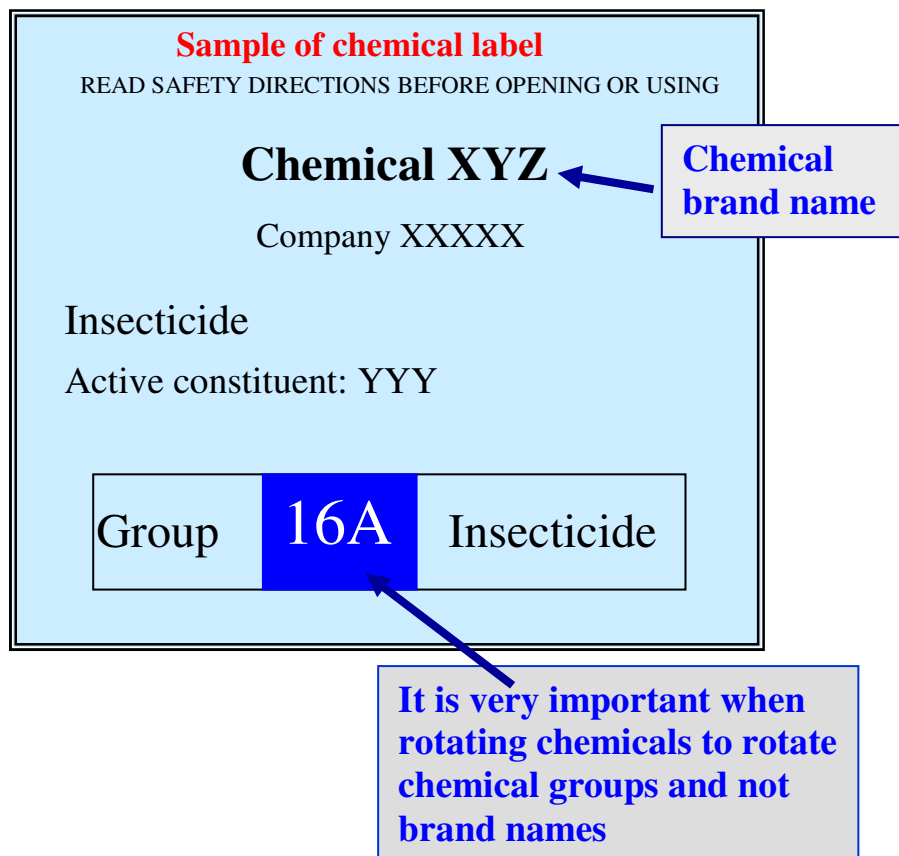 Sample of chemical label
READ SAFETY DIRECTIONS BEFORE OPENING OR USING
Chemical XYZ
Chemical
brand name
Company XXXXX
Insecticide
Active constituent: YYY
Group 16A Insecticide
It is very important when
rotating chemicals to rotate
chemical groups and not
brand names